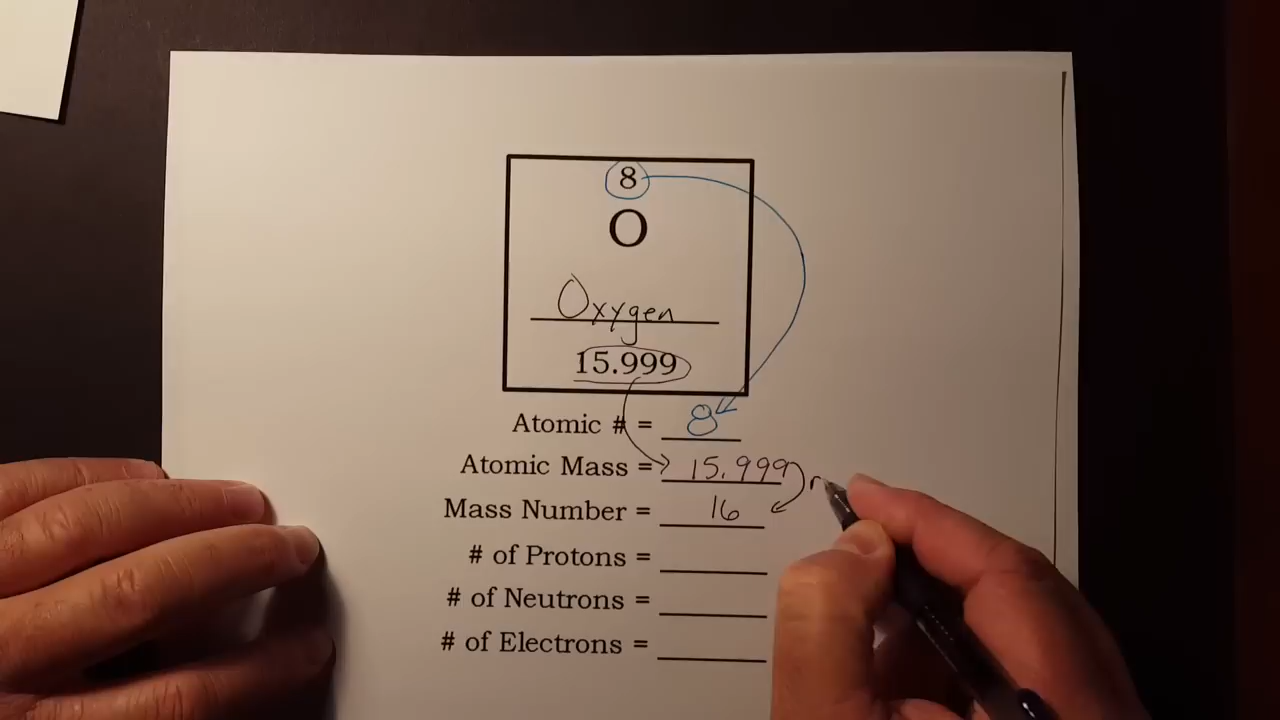 8
O
Oxygen
15.999
Atomic # = 8
Atomic Mass = 15.999
Mass Number = 16
# of Protons =
# of Neutrons =
# of Electrons =